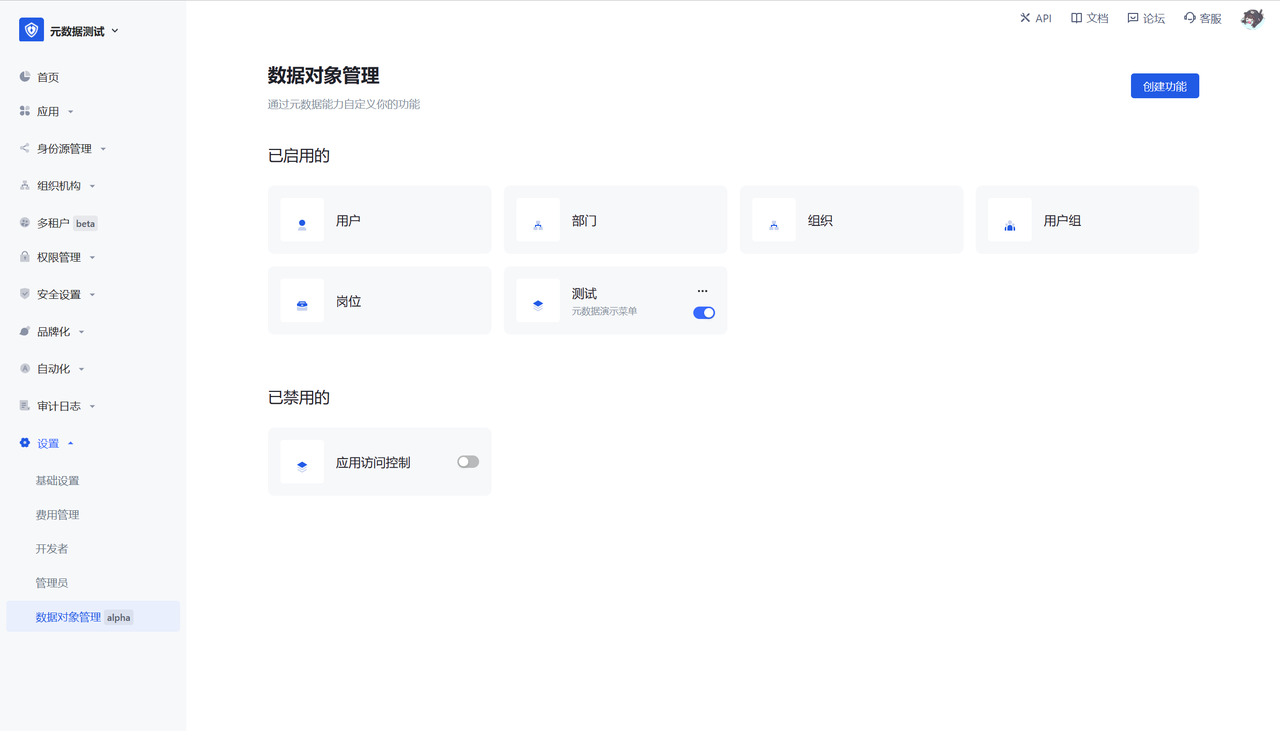 元数据测试
首页
应用
身份源管理
组织机构
多租户 beta
权限管理
安全设置
品牌化
自动化
审计日志
设置
基础设置
费用管理
开发者
管理员
数据对象管理 alpha
API 文档 论坛 客服
数据对象管理
通过元数据能力自定义你的功能
创建功能
已启用的
用户
部门
组织
用户组
岗位
测试
元数据演示菜单
已禁用的
应用访问控制